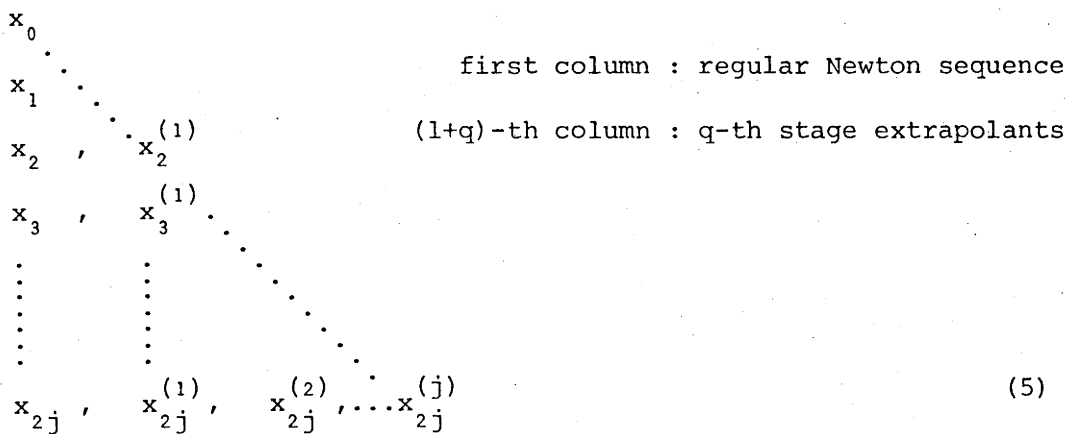 x_0
first column : regular Newton sequence
x_1
(1+q)-th column : q-th stage extrapolants
x_2 , x_2^(1)
x_3 , x_3^(1)
x_2j , x_2j^(1), x_2j^(2),...x_2j^(j) (5)